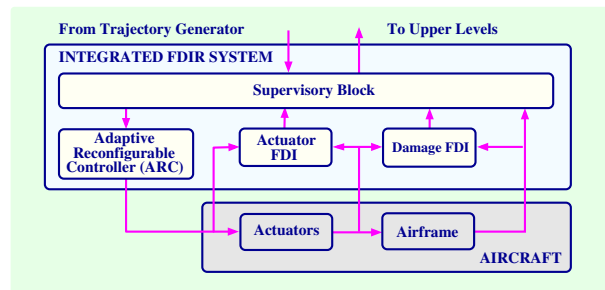 From Trajectory Generator
To Upper Levels
INTEGRATED FDIR SYSTEM
Supervisory Block
Adaptive
Reconfigurable
Controller (ARC)
Actuator
FDI
Damage FDI
Actuators
Airframe
AIRCRAFT